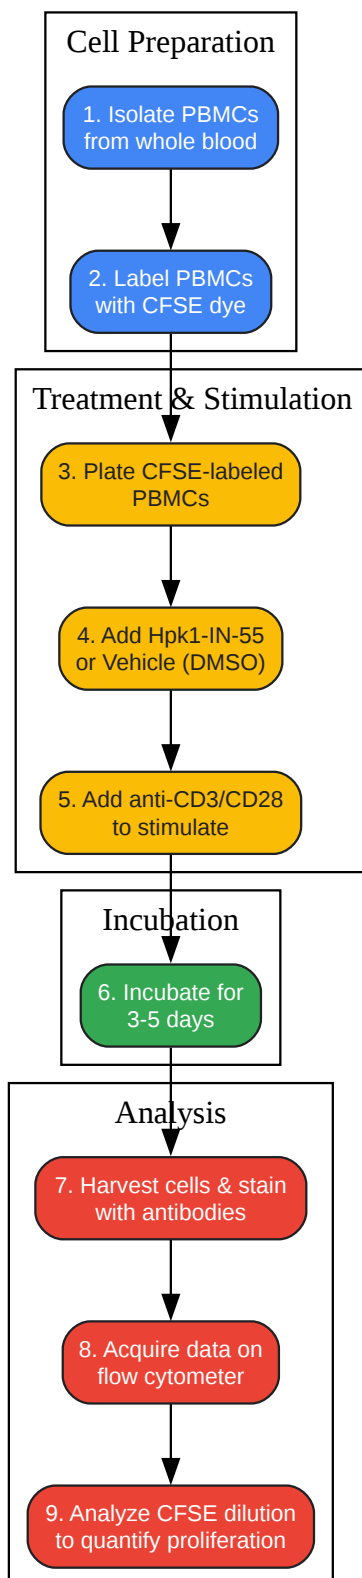 Cell Preparation
1. Isolate PBMCs
from whole blood
2. Label PBMCs
with CFSE dye
Treatment & Stimulation
3. Plate CFSE-labeled
PBMCs
4. Add Hpk1-IN-55
or Vehicle (DMSO)
5. Add anti-CD3/CD28
to stimulate
Incubation
6. Incubate for
3-5 days
Analysis
7. Harvest cells & stain
with antibodies
8. Acquire data on
flow cytometer
9. Analyze CFSE dilution
to quantify proliferation